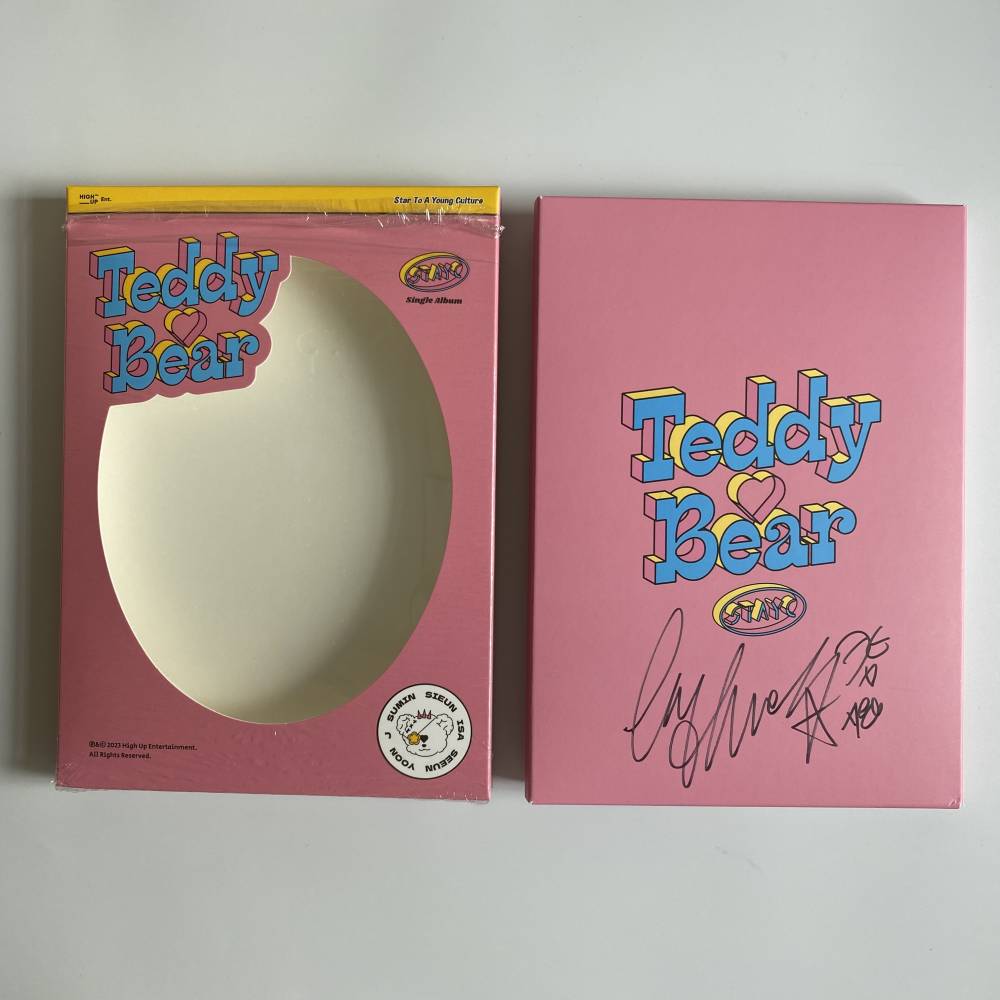 HIGH UP Ent.
Star To A Young Culture
Teddy
Bear
STAYC
Single Album
SUMIN SIEUN ISA SEEUN YOON J
℗&© 2023 High Up Entertainment.
All Rights Reserved.
Teddy
Bear
STAYC